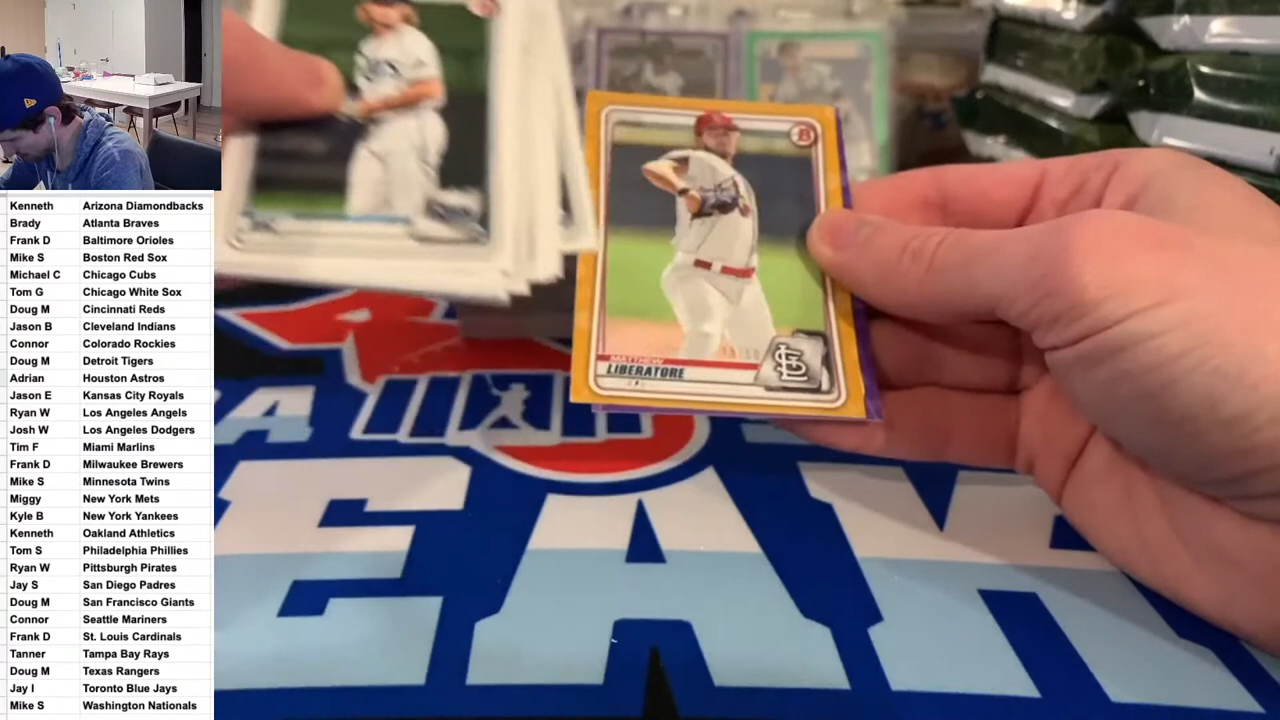 Kenneth Arizona Diamondbacks
Brady Atlanta Braves
Frank D Baltimore Orioles
Mike S Boston Red Sox
Michael C Chicago Cubs
Tom G Chicago White Sox
Doug M Cincinnati Reds
Jason B Cleveland Indians
Connor Colorado Rockies
Doug M Detroit Tigers
Adrian Houston Astros
Jason E Kansas City Royals
Ryan W Los Angeles Angels
Josh W Los Angeles Dodgers
Tim F Miami Marlins
Frank D Milwaukee Brewers
Mike S Minnesota Twins
Miggy New York Mets
Kyle B New York Yankees
Kenneth Oakland Athletics
Tom S Philadelphia Phillies
Ryan W Pittsburgh Pirates
Jay S San Diego Padres
Doug M San Francisco Giants
Connor Seattle Mariners
Frank D St. Louis Cardinals
Tanner Tampa Bay Rays
Doug M Texas Rangers
Jay I Toronto Blue Jays
Mike S Washington Nationals
B
MATTHEW
LIBERATORE
STL
A
EAK